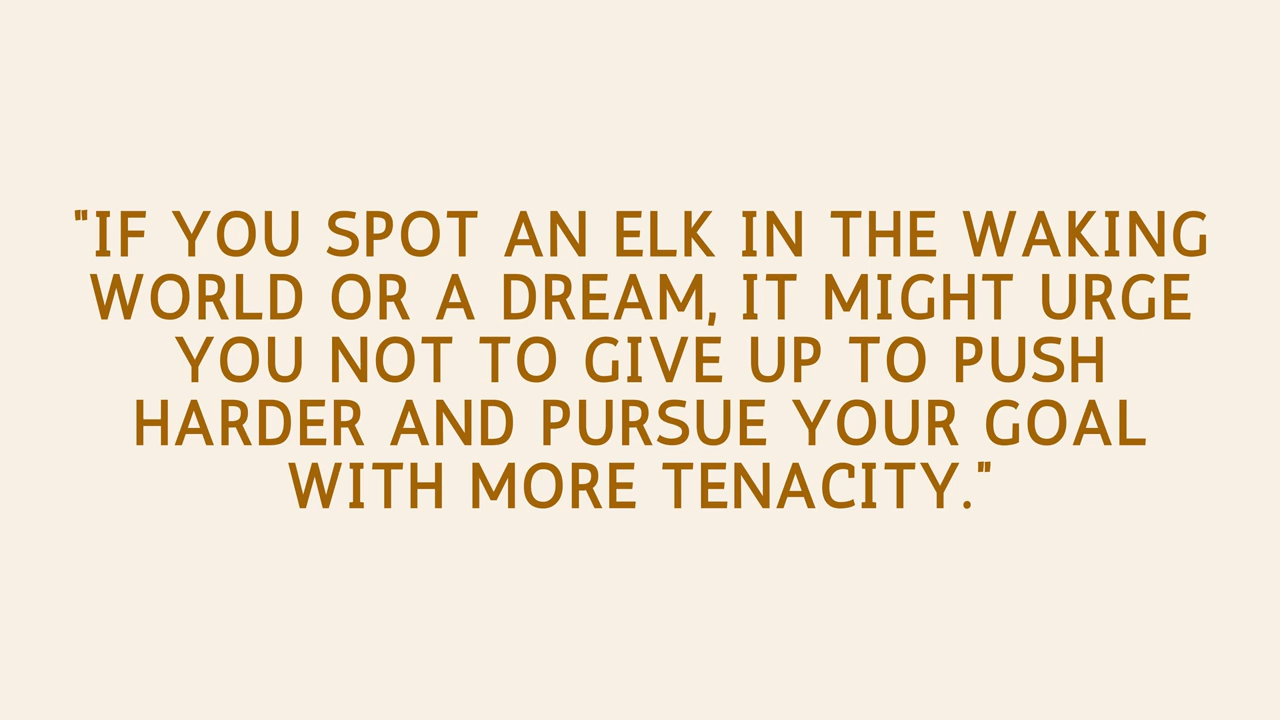 "IF YOU SPOT AN ELK IN THE WAKING
WORLD OR A DREAM, IT MIGHT URGE
YOU NOT TO GIVE UP TO PUSH
HARDER AND PURSUE YOUR GOAL
WITH MORE TENACITY."